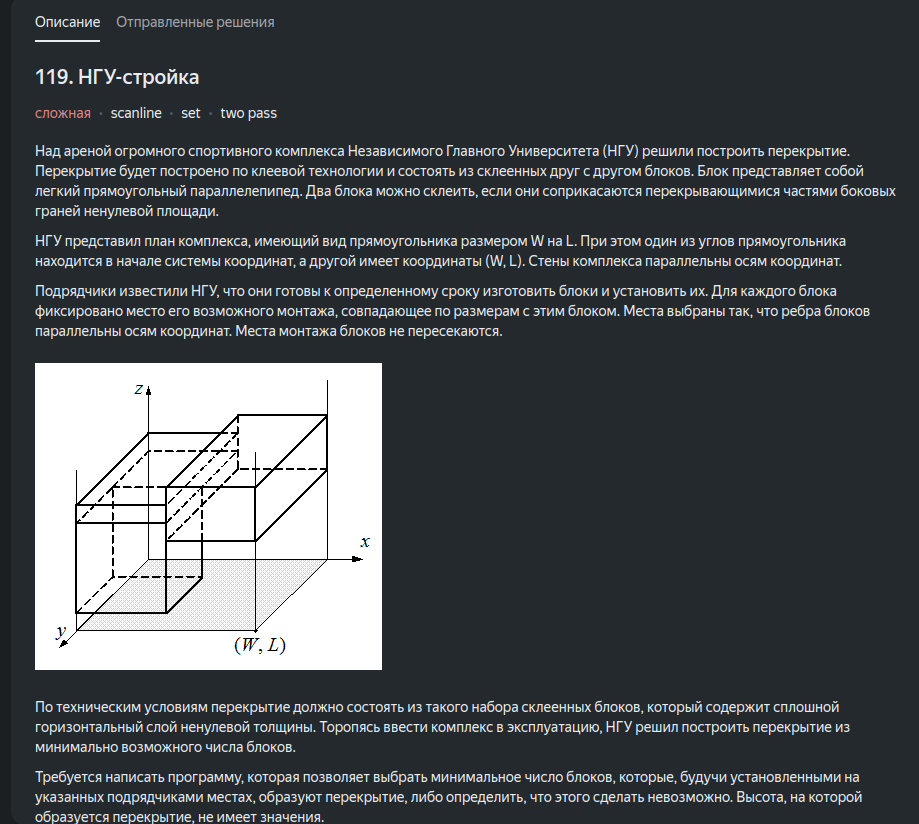 Описание Отправленные решения
119. НГУ-стройка
сложная • scanline • set • two pass
Над ареной огромного спортивного комплекса Независимого Главного Университета (НГУ) решили построить перекрытие.
Перекрытие будет построено по клеевой технологии и состоять из склеенных друг с другом блоков. Блок представляет собой
легкий прямоугольный параллелепипед. Два блока можно склеить, если они соприкасаются перекрывающимися частями боковых
граней ненулевой площади.
НГУ представил план комплекса, имеющий вид прямоугольника размером W на L. При этом один из углов прямоугольника
находится в начале системы координат, а другой имеет координаты (W, L). Стены комплекса параллельны осям координат.
Подрядчики известили НГУ, что они готовы к определенному сроку изготовить блоки и установить их. Для каждого блока
фиксировано место его возможного монтажа, совпадающее по размерам с этим блоком. Места выбраны так, что ребра блоков
параллельны осям координат. Места монтажа блоков не пересекаются.
z
x
y
(W, L)
По техническим условиям перекрытие должно состоять из такого набора склеенных блоков, который содержит сплошной
горизонтальный слой ненулевой толщины. Торопясь ввести комплекс в эксплуатацию, НГУ решил построить перекрытие из
минимально возможного числа блоков.
Требуется написать программу, которая позволяет выбрать минимальное число блоков, которые, будучи установленными на
указанных подрядчиками местах, образуют перекрытие, либо определить, что этого сделать невозможно. Высота, на которой
образуется перекрытие, не имеет значения.